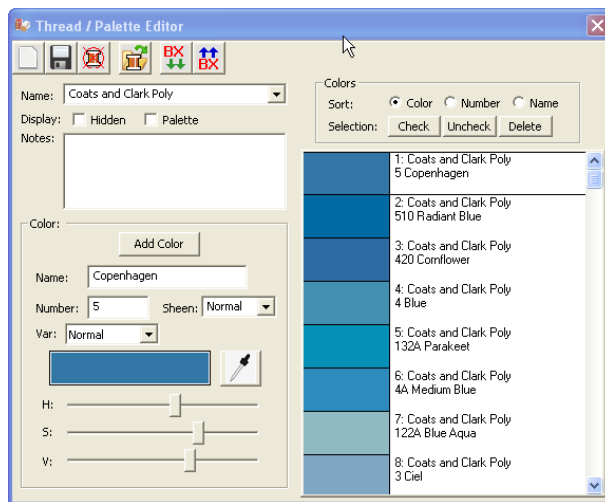 Thread / Palette Editor
BX
BX
Name: Coats and Clark Poly
Display: Hidden Palette
Notes:
Color:
Add Color
Name: Copenhagen
Number: 5 Sheen: Normal
Var: Normal
H:
S:
V:
Colors
Sort: Color Number Name
Selection: Check Uncheck Delete
1: Coats and Clark Poly
5 Copenhagen
2: Coats and Clark Poly
510 Radiant Blue
3: Coats and Clark Poly
420 Cornflower
4: Coats and Clark Poly
4 Blue
5: Coats and Clark Poly
132A Parakeet
6: Coats and Clark Poly
4A Medium Blue
7: Coats and Clark Poly
122A Blue Aqua
8: Coats and Clark Poly
3 Ciel